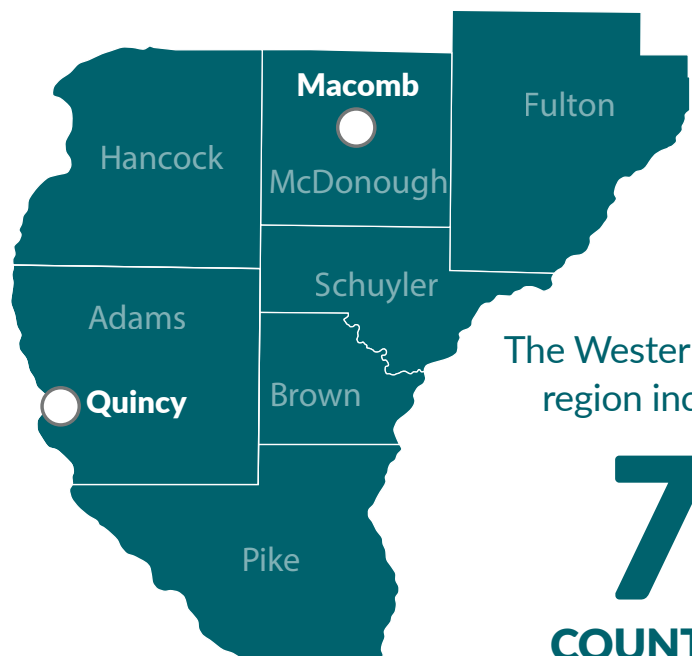 Macomb
Fulton
Hancock
McDonough
Schuyler
Adams
The Wester
region inc
Quincy
Brown
7
COUNT
Pike